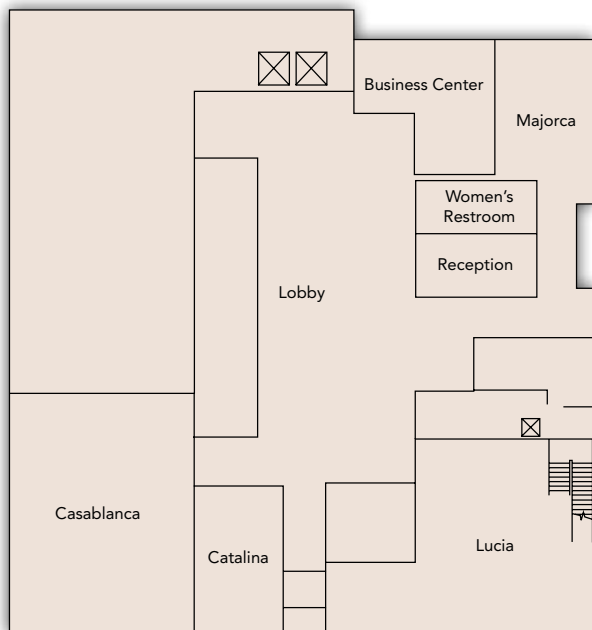 Business Center
Majorca
Women's
Restroom
Reception
Lobby
Casablanca
Catalina
Lucia